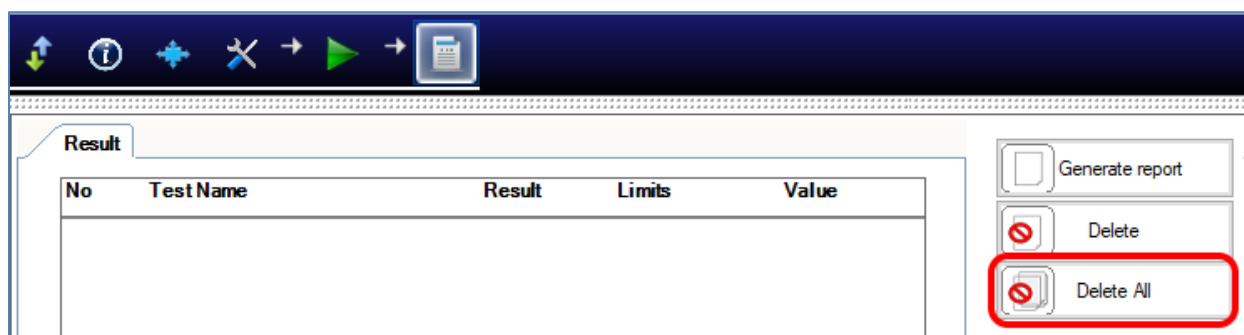 Result
No Test Name Result Limits Value
Generate report
Delete
Delete All